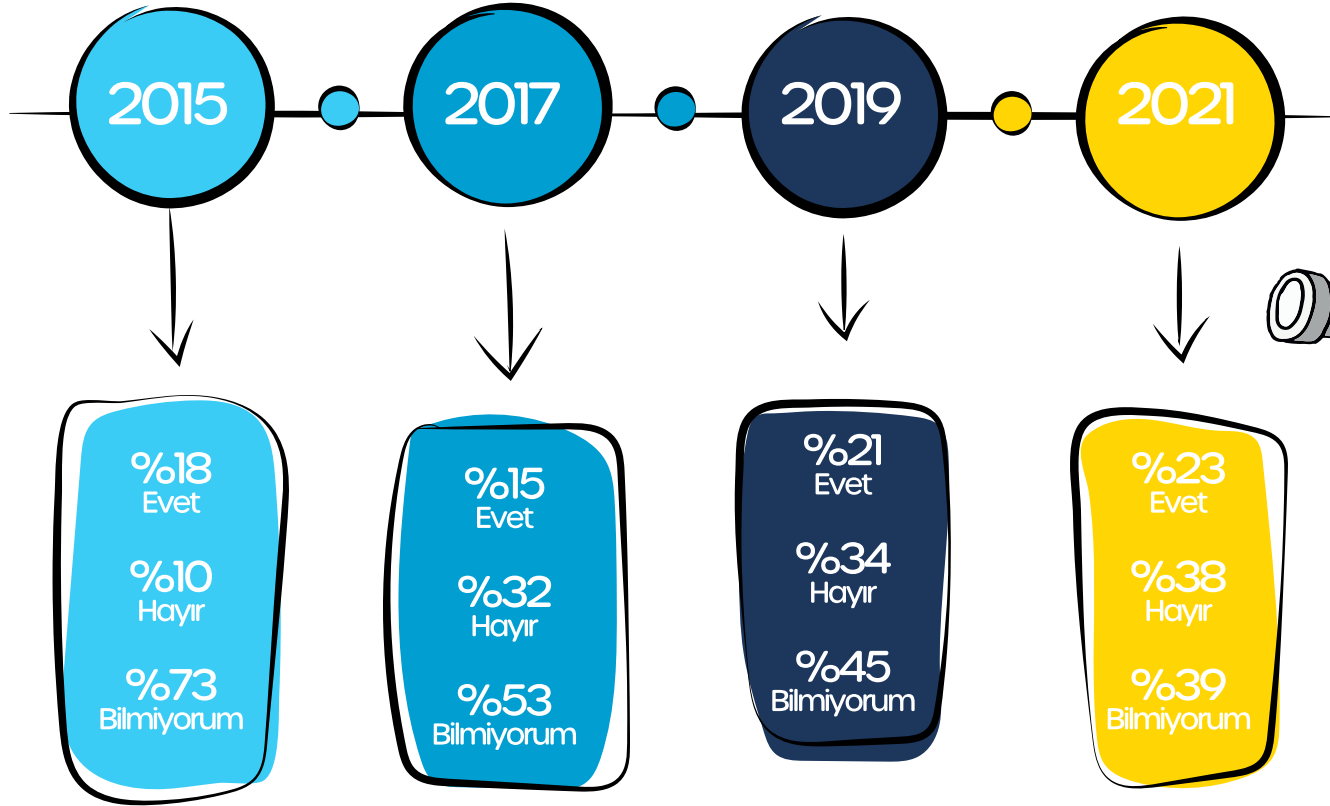 2015
2017
2019
2021
%18
Evet
%10
Hayır
%73
Bilmiyorum
%15
Evet
%32
Hayır
%53
Bilmiyorum
%21
Evet
%34
Hayır
%45
Bilmiyorum
%23
Evet
%38
Hayır
%39
Bilmiyorum